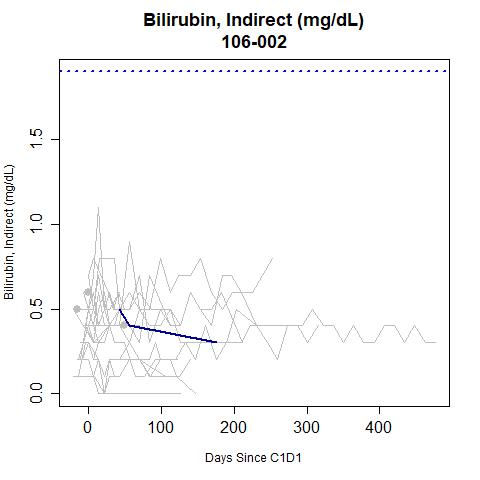 Bilirubin, Indirect (mg/dL)
106-002
Bilirubin, Indirect (mg/dL)
1.5
1.0
0.5
0.0
0 100 200 300 400
Days Since C1D1